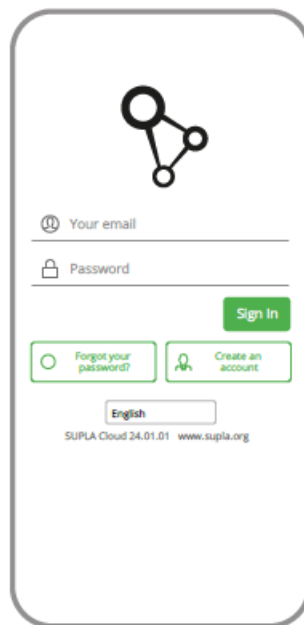 Your email
Password
Sign In
Forgot your
password?
Create an
account
English
SUPLA Cloud 24.01.01 www.supla.org